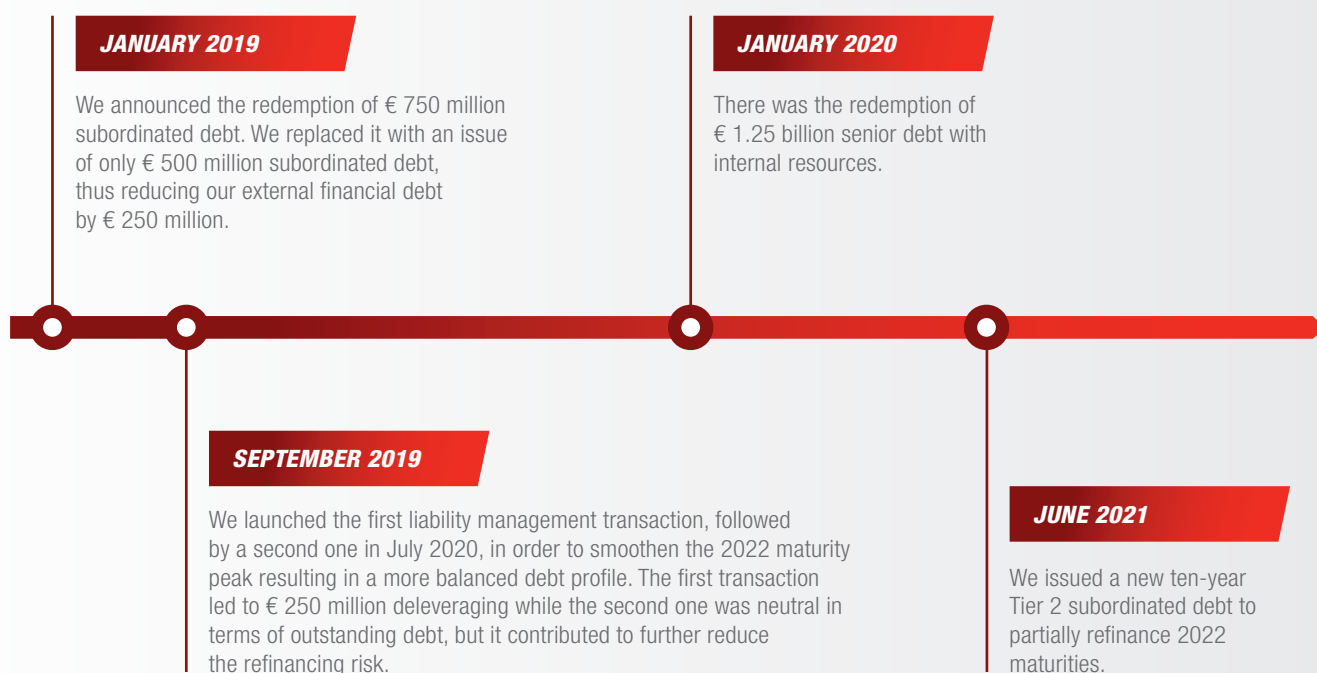 JANUARY 2019
We announced the redemption of € 750 million
subordinated debt. We replaced it with an issue
of only € 500 million subordinated debt,
thus reducing our external financial debt
by € 250 million.
SEPTEMBER 2019
We launched the first liability management transaction, followed
by a second one in July 2020, in order to smoothen the 2022 maturity
peak resulting in a more balanced debt profile. The first transaction
led to € 250 million deleveraging while the second one was neutral in
terms of outstanding debt, but it contributed to further reduce
the refinancing risk.
JANUARY 2020
There was the redemption of
€ 1.25 billion senior debt with
internal resources.
JUNE 2021
We issued a new ten-year
Tier 2 subordinated debt to
partially refinance 2022
maturities.